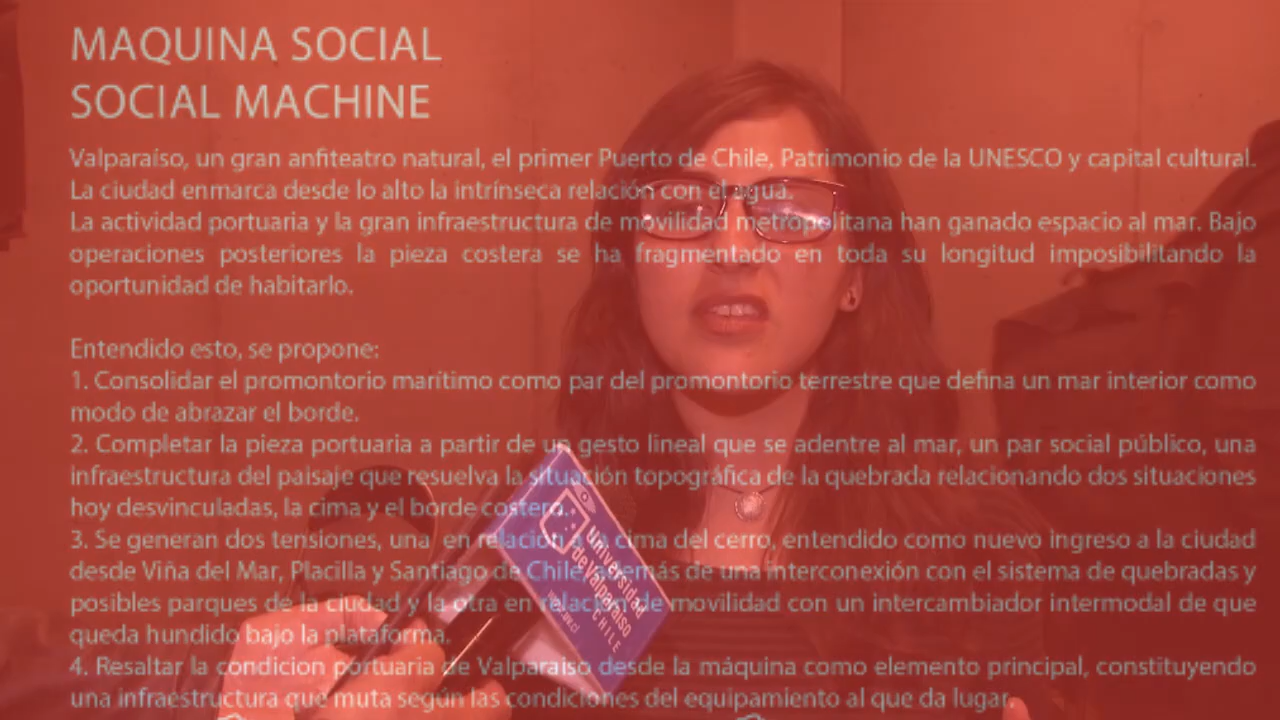 MAQUINA SOCIAL
SOCIAL MACHINE
Valparaíso, un gran anfiteatro natural, el primer Puerto de Chile, Patrimonio de la UNESCO y capital cultural.
La ciudad enmarca desde lo alto la intrínseca relación con el agua.
La actividad portuaria y la gran infraestructura de movilidad metropolitana han ganado espacio al mar. Bajo
operaciones posteriores la pieza costera se ha fragmentado en toda su longitud imposibilitando la
oportunidad de habitarlo.
Entendido esto, se propone:
1. Consolidar el promontorio marítimo como par del promontorio terrestre que defina un mar interior como
modo de abrazar el borde.
2. Completar la pieza portuaria a partir de un gesto lineal que se adentre al mar, un par social público, una
infraestructura del paisaje que resuelva la situación topográfica de la quebrada relacionando dos situaciones
hoy desvinculadas, la cima y el borde costero.
3. Se generan dos tensiones, una en relación a la cima del cerro, entendido como nuevo ingreso a la ciudad
desde Viña del Mar, Placilla y Santiago de Chile además de una interconexión con el sistema de quebradas y
posibles parques de la ciudad y la otra en relación de movilidad con un intercambiador intermodal de que
queda hundido bajo la plataforma.
4. Resaltar la condicion portuaria de Valparaíso desde la máquina como elemento principal, constituyendo
una infraestructura que muta según las condiciones del equipamiento al que da lugar.
Universidad
de Valparaíso
CHILE
www.uv.cl